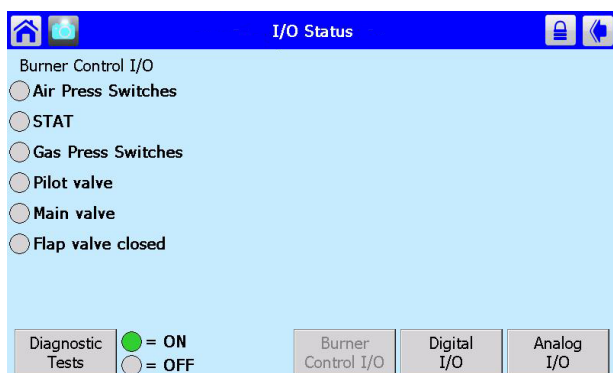 I/O Status
Burner Control I/O
Air Press Switches
STAT
Gas Press Switches
Pilot valve
Main valve
Flap valve closed
Diagnostic
Tests
= ON
= OFF
Burner
Control I/O
Digital
I/O
Analog
I/O